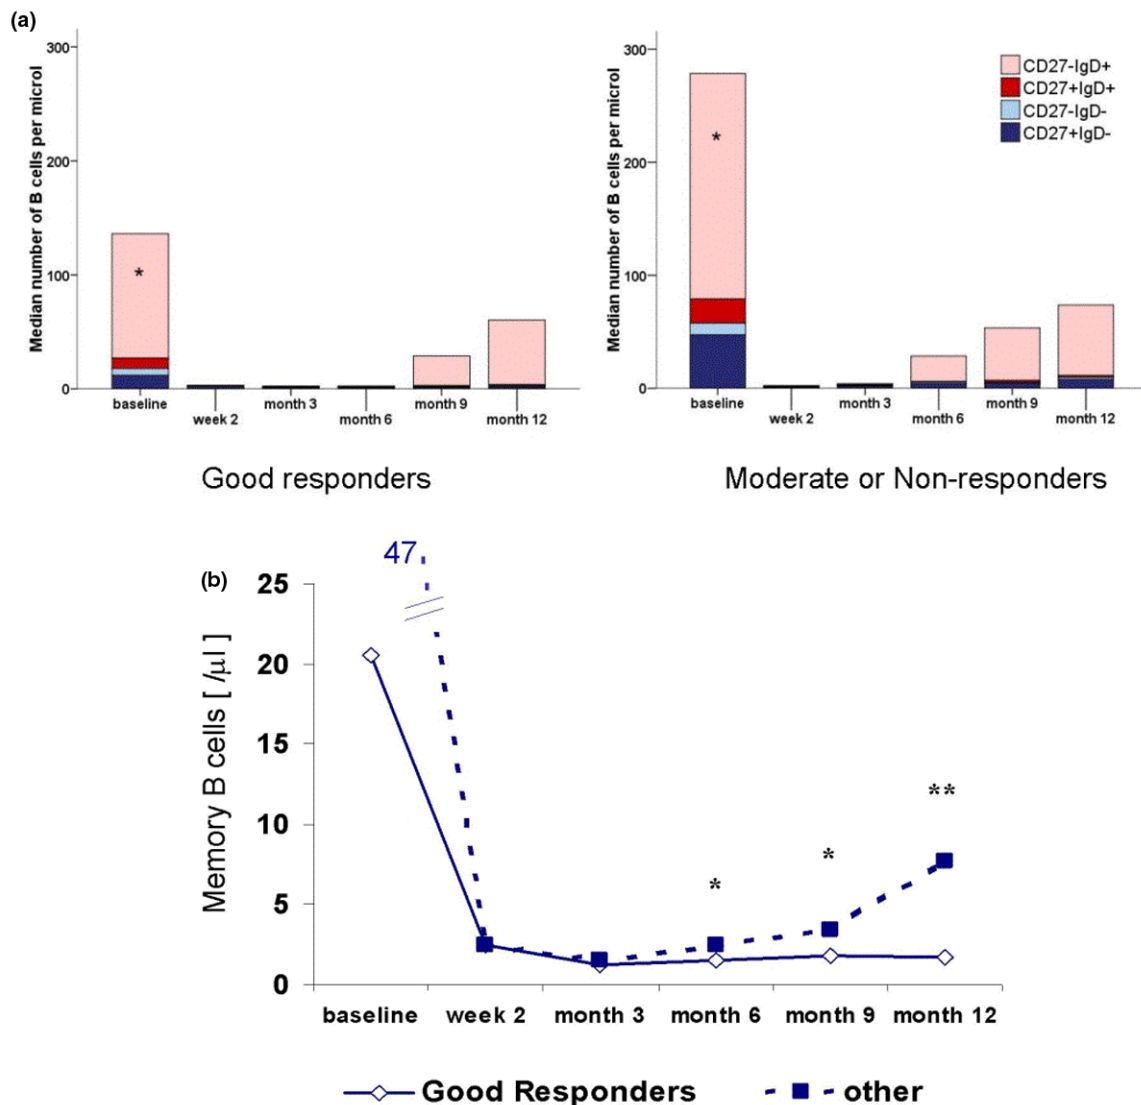 (a)
Median number of B cells per microl
300
200
100
0
*
baseline
week 2
month 3
month 6
month 9
month 12
Good responders
Median number of B cells per microl
300
200
100
0
*
CD27-IgD+
CD27+IgD+
CD27-IgD-
CD27+IgD-
baseline
week 2
month 3
month 6
month 9
month 12
Moderate or Non-responders
(b)
47
Memory B cells [ /µl ]
25
20
15
10
5
0
*
*
**
baseline
week 2
month 3
month 6
month 9
month 12
Good Responders
other